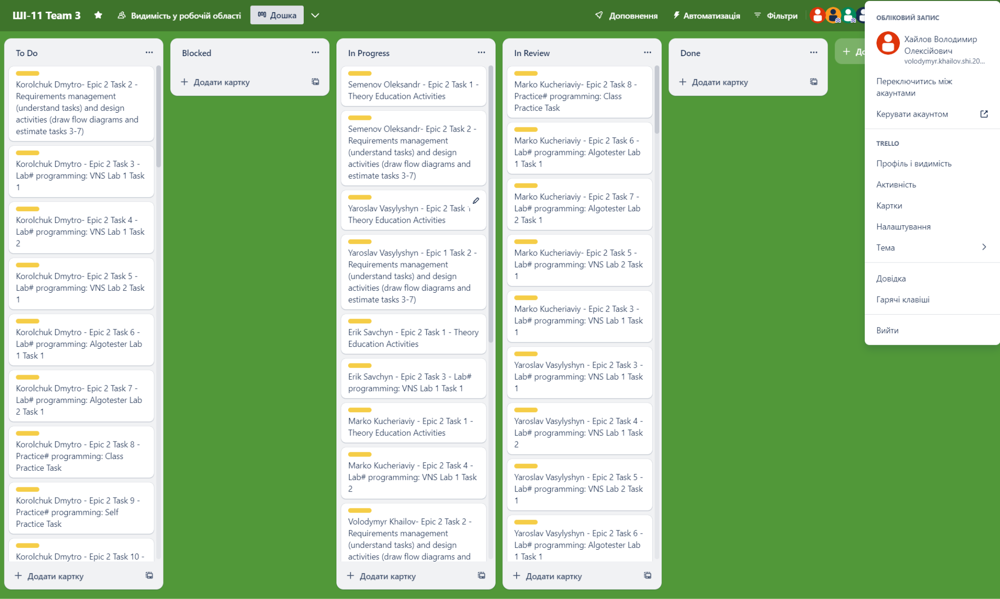 ШІ-11 Team 3
Видимість у робочій області
Дошка
Доповнення
Автоматизація
Фільтри
To Do
Korolchuk Dmytro- Epic 2 Task 2 -
Requirements management
(understand tasks) and design
activities (draw flow diagrams and
estimate tasks 3-7)
Korolchuk Dmytro - Epic 2 Task 3 -
Lab# programming: VNS Lab 1 Task
1
Korolchuk Dmytro- Epic 2 Task 4 -
Lab# programming: VNS Lab 1 Task
2
Korolchuk Dmytro- Epic 2 Task 5 -
Lab# programming: VNS Lab 2 Task
1
Korolchuk Dmytro - Epic 2 Task 6 -
Lab# programming: Algotester Lab
1 Task 1
Korolchuk Dmytro- Epic 2 Task 7 -
Lab# programming: Algotester Lab
2 Task 1
Korolchuk Dmytro - Epic 2 Task 8 -
Practice# programming: Class
Practice Task
Korolchuk Dmytro - Epic 2 Task 9 -
Practice# programming: Self
Practice Task
Korolchuk Dmytro - Epic 2 Task 10 -
+ Додати картку
Blocked
+ Додати картку
In Progress
Semenov Oleksandr - Epic 2 Task 1 -
Theory Education Activities
Semenov Oleksandr- Epic 2 Task 2 -
Requirements management
(understand tasks) and design
activities (draw flow diagrams and
estimate tasks 3-7)
Yaroslav Vasylyshyn - Epic 2 Task
Theory Education Activities
Yaroslav Vasylyshyn - Epic 1 Task 2 -
Requirements management
(understand tasks) and design
activities (draw flow diagrams and
estimate tasks 3-7)
Erik Savchyn - Epic 2 Task 1 - Theory
Education Activities
Erik Savchyn - Epic 2 Task 3 - Lab#
programming: VNS Lab 1 Task 1
Marko Kucheriaviy - Epic 2 Task 1 -
Theory Education Activities
Marko Kucheriaviy - Epic 2 Task 4 -
Lab# programming: VNS Lab 1 Task
2
Volodymyr Khailov- Epic 2 Task 2 -
Requirements management
(understand tasks) and design
activities (draw flow diagrams and
+ Додати картку
In Review
Marko Kucheriaviy- Epic 2 Task 8 -
Practice# programming: Class
Practice Task
Marko Kucheriaviy - Epic 2 Task 6 -
Lab# programming: Algotester Lab
1 Task 1
Marko Kucheriaviy - Epic 2 Task 7 -
Lab# programming: Algotester Lab
2 Task 1
Marko Kucheriaviy- Epic 2 Task 5 -
Lab# programming: VNS Lab 2 Task
1
Marko Kucheriaviy - Epic 2 Task 3 -
Lab# programming: VNS Lab 1 Task
1
Yaroslav Vasylyshyn - Epic 2 Task 3 -
Lab# programming: VNS Lab 1 Task
1
Yaroslav Vasylyshyn - Epic 2 Task 4 -
Lab# programming: VNS Lab 1 Task
2
Yaroslav Vasylyshyn - Epic 2 Task 5 -
Lab# programming: VNS Lab 2 Task
1
Yaroslav Vasylyshyn - Epic 2 Task 6 -
Lab# programming: Algotester Lab
1 Task 1
+ Додати картку
Done
+ Додати картку
ОБЛІКОВИЙ ЗАПИС
Хайлов Володимир
Олексійович
volodymyr.khailov.shi.20...
Переключитись між
акаунтами
Керувати акаунтом
TRELLO
Профіль і видимість
Активність
Картки
Налаштування
Тема
Довідка
Гарячі клавіші
Вийти